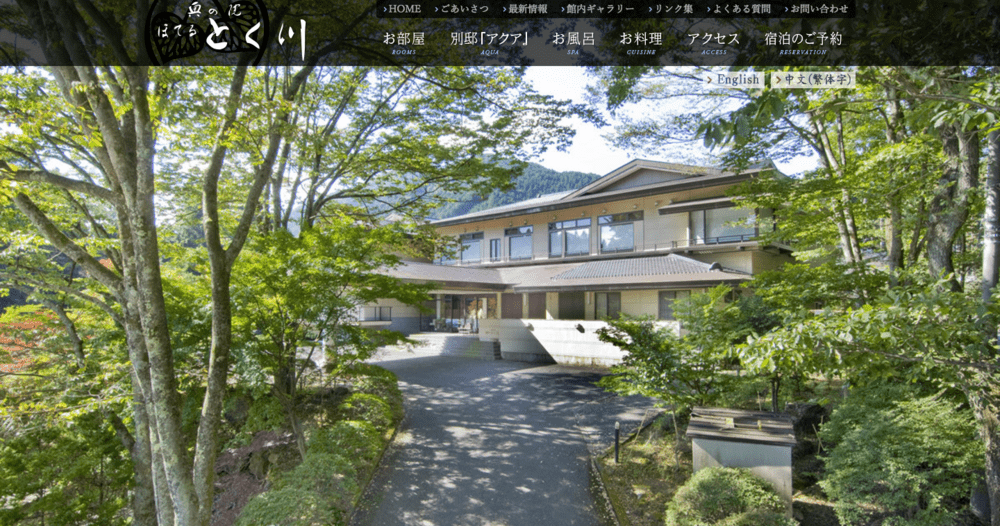 奥の院
ほてる とく川
HOME ごあいさつ 最新情報 館内ギャラリー リンク集 よくある質問 お問い合わせ
お部屋 別邸「アクア」 お風呂 お料理 アクセス 宿泊のご予約
ROOMS AQUA SPA CUISINE ACCESS RESERVATION
English 中文(繁体字)